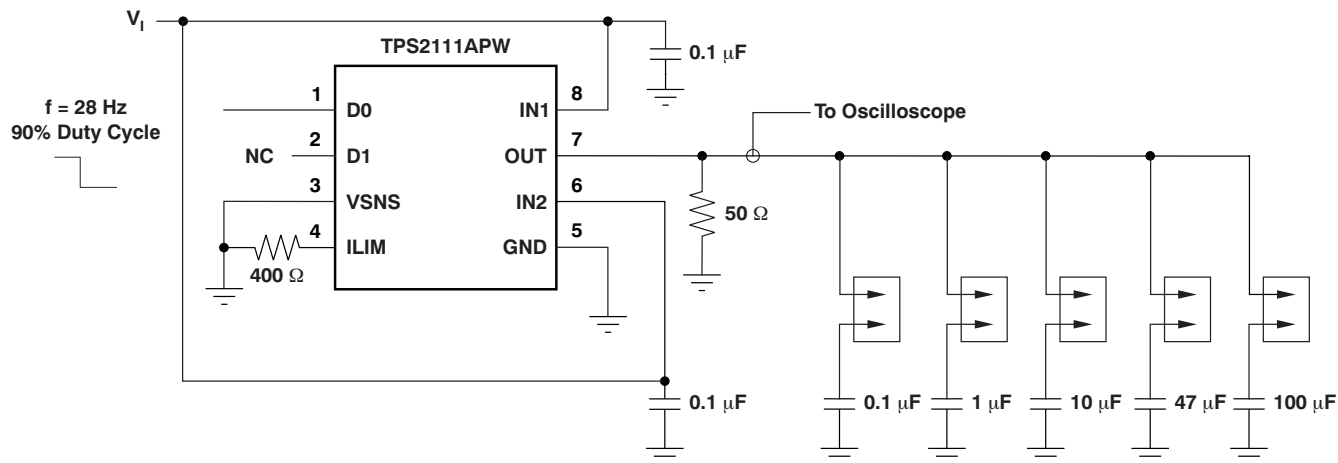 V_I
TPS2111APW
0.1 μF
f = 28 Hz
90% Duty Cycle
1
D0
IN1
8
To Oscilloscope
NC
2
D1
OUT
7
3
VSNS
IN2
6
50 Ω
4
ILIM
GND
5
400 Ω
0.1 μF
0.1 μF
1 μF
10 μF
47 μF
100 μF